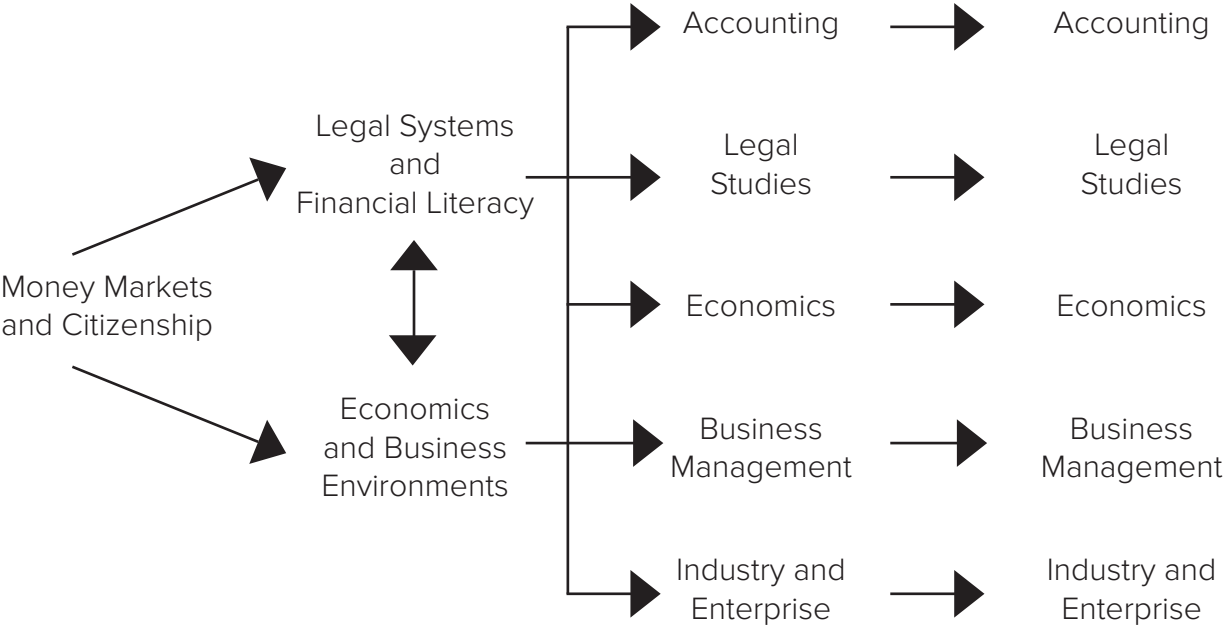 Money Markets
and Citizenship
Legal Systems
and
Financial Literacy
Economics
and Business
Environments
Accounting
Legal
Studies
Economics
Business
Management
Industry and
Enterprise
Accounting
Legal
Studies
Economics
Business
Management
Industry and
Enterprise